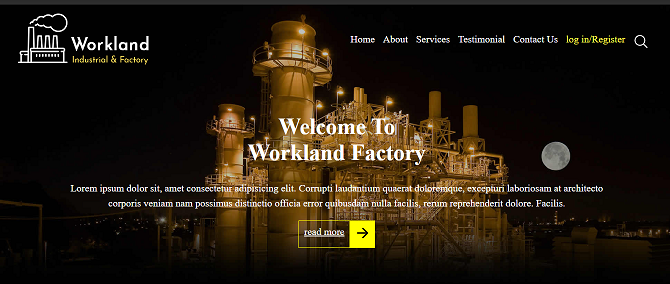 Workland
Industrial & Factory
Home About Services Testimonial Contact Us log in/Register
Welcome To
Workland Factory
Lorem ipsum dolor sit, amet consectetur adipisicing elit. Corrupti laudantium quaerat doloremque, excepturi laboriosam at architecto
corporis veniam nam possimus distinctio officia error quibusdam nulla facilis, rerum reprehenderit dolore. Facilis.
read more